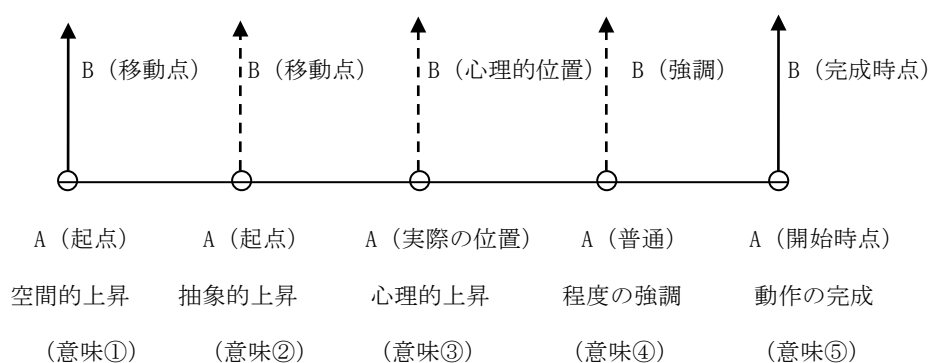 B（移動点） B（移動点） B（心理的位置） B（強調） B（完成時点）
A（起点） A（起点） A（実際の位置） A（普通） A（開始時点）
空間的上昇 抽象的上昇 心理的上昇 程度の強調 動作の完成
（意味①） （意味②） （意味③） （意味④） （意味⑤）